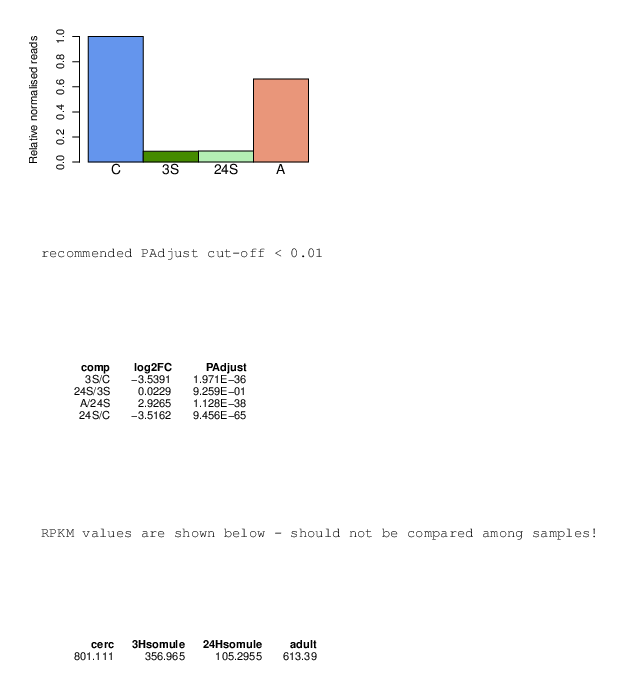 Relative normalised reads
1.0
0.8
0.6
0.4
0.2
0.0
C 3S 24S A
recommended PAdjust cut-off < 0.01
comp log2FC PAdjust
3S/C −3.5391 1.971E−36
24S/3S 0.0229 9.259E−01
A/24S 2.9265 1.128E−38
24S/C −3.5162 9.456E−65
RPKM values are shown below - should not be compared among samples!
cerc 3Hsomule 24Hsomule adult
801.111 356.965 105.2955 613.39